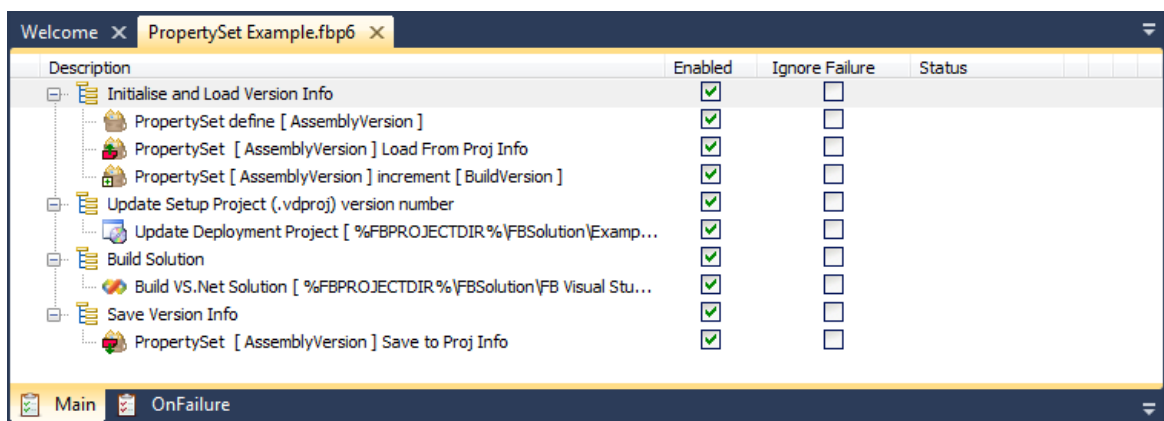 Welcome PropertySet Example.fbp6
Description Enabled Ignore Failure Status
Initialise and Load Version Info
PropertySet define [ AssemblyVersion ]
PropertySet [ AssemblyVersion ] Load From Proj Info
PropertySet [ AssemblyVersion ] increment [ BuildVersion ]
Update Setup Project (.vdproj) version number
Update Deployment Project [ %FBPROJECTDIR%\FBSolution\Examp...
Build Solution
Build VS.Net Solution [ %FBPROJECTDIR%\FBSolution\FB Visual Stu...
Save Version Info
PropertySet [ AssemblyVersion ] Save to Proj Info
Main OnFailure